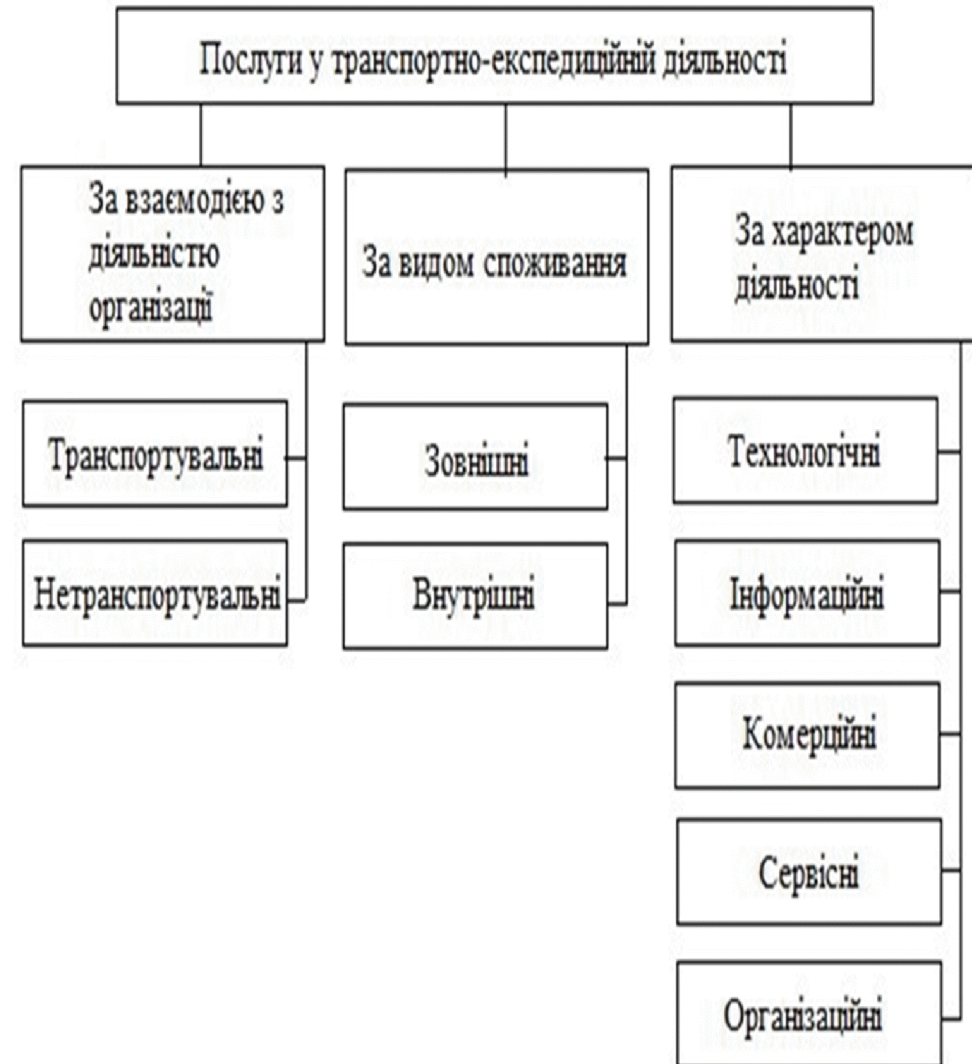 Послуги у транспортно-експедиційній діяльності
За взаємодією з
діяльністю
організації
Транспортувальні
Нетранспортувальні
За видом споживання
Зовнішні
Внутрішні
За характером
діяльності
Технологічні
Інформаційні
Комерційні
Сервісні
Організаційні